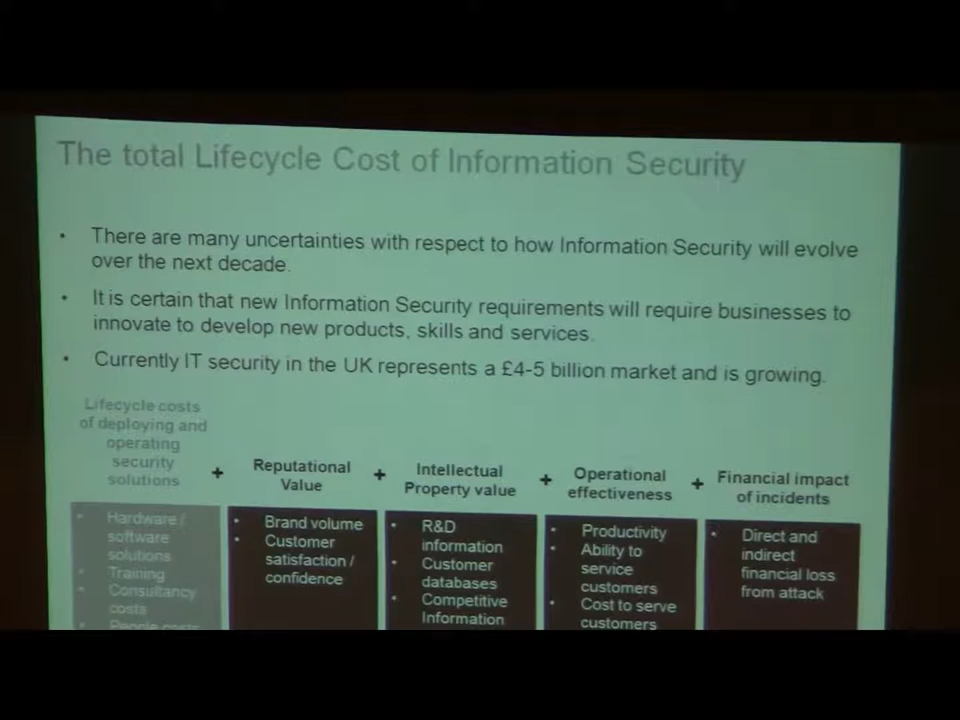 The total Lifecycle Cost of Information Security
• There are many uncertainties with respect to how Information Security will evolve
over the next decade.
• It is certain that new Information Security requirements will require businesses to
innovate to develop new products, skills and services.
• Currently IT security in the UK represents a £4-5 billion market and is growing.
Lifecycle costs
of deploying and
operating
security
solutions
+
Reputational
Value
+
Intellectual
Property value
+
Operational
effectiveness
+
Financial impact
of incidents
• Hardware /
software
solutions
• Training
• Consultancy
costs
• People costs
• Brand volume
• Customer
satisfaction /
confidence
• R&D
information
• Customer
databases
• Competitive
Information
• Productivity
• Ability to
service
customers
• Cost to serve
customers
• Direct and
indirect
financial loss
from attack